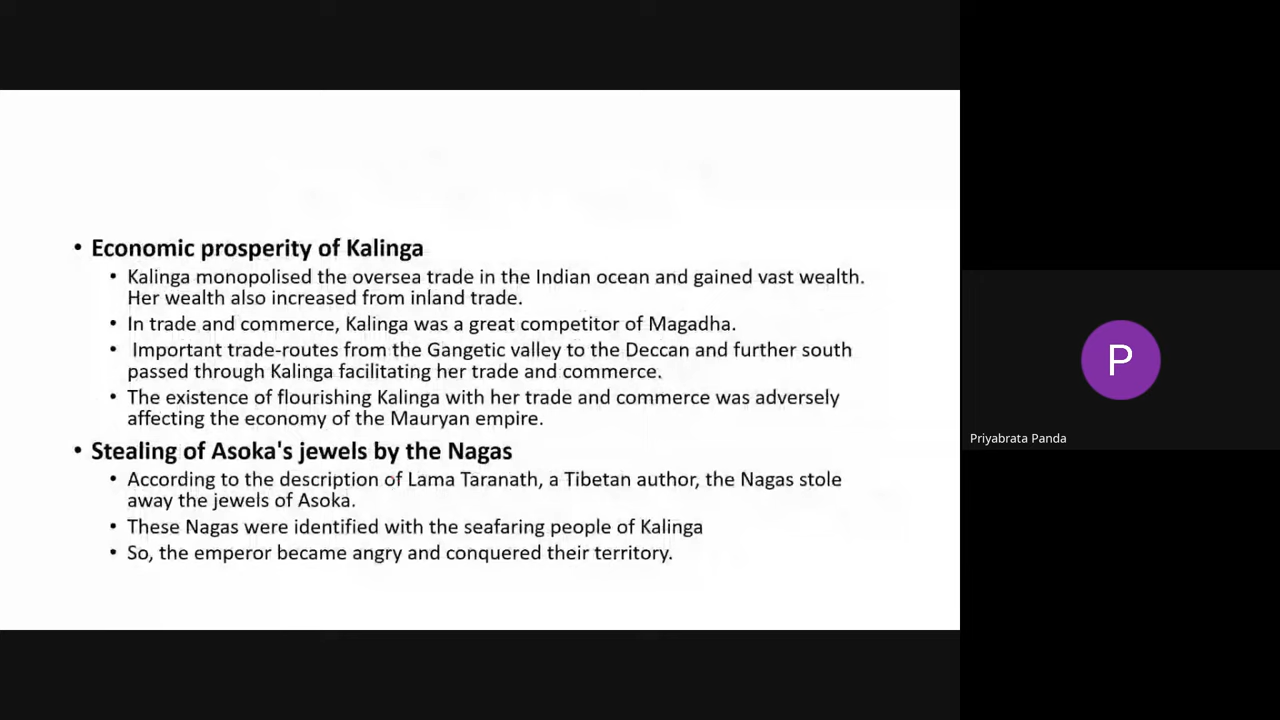 • Economic prosperity of Kalinga
• Kalinga monopolised the oversea trade in the Indian ocean and gained vast wealth.
Her wealth also increased from inland trade.
• In trade and commerce, Kalinga was a great competitor of Magadha.
• Important trade-routes from the Gangetic valley to the Deccan and further south
passed through Kalinga facilitating her trade and commerce.
• The existence of flourishing Kalinga with her trade and commerce was adversely
affecting the economy of the Mauryan empire.
• Stealing of Asoka's jewels by the Nagas
• According to the description of Lama Taranath, a Tibetan author, the Nagas stole
away the jewels of Asoka.
• These Nagas were identified with the seafaring people of Kalinga
• So, the emperor became angry and conquered their territory.
P
Priyabrata Panda